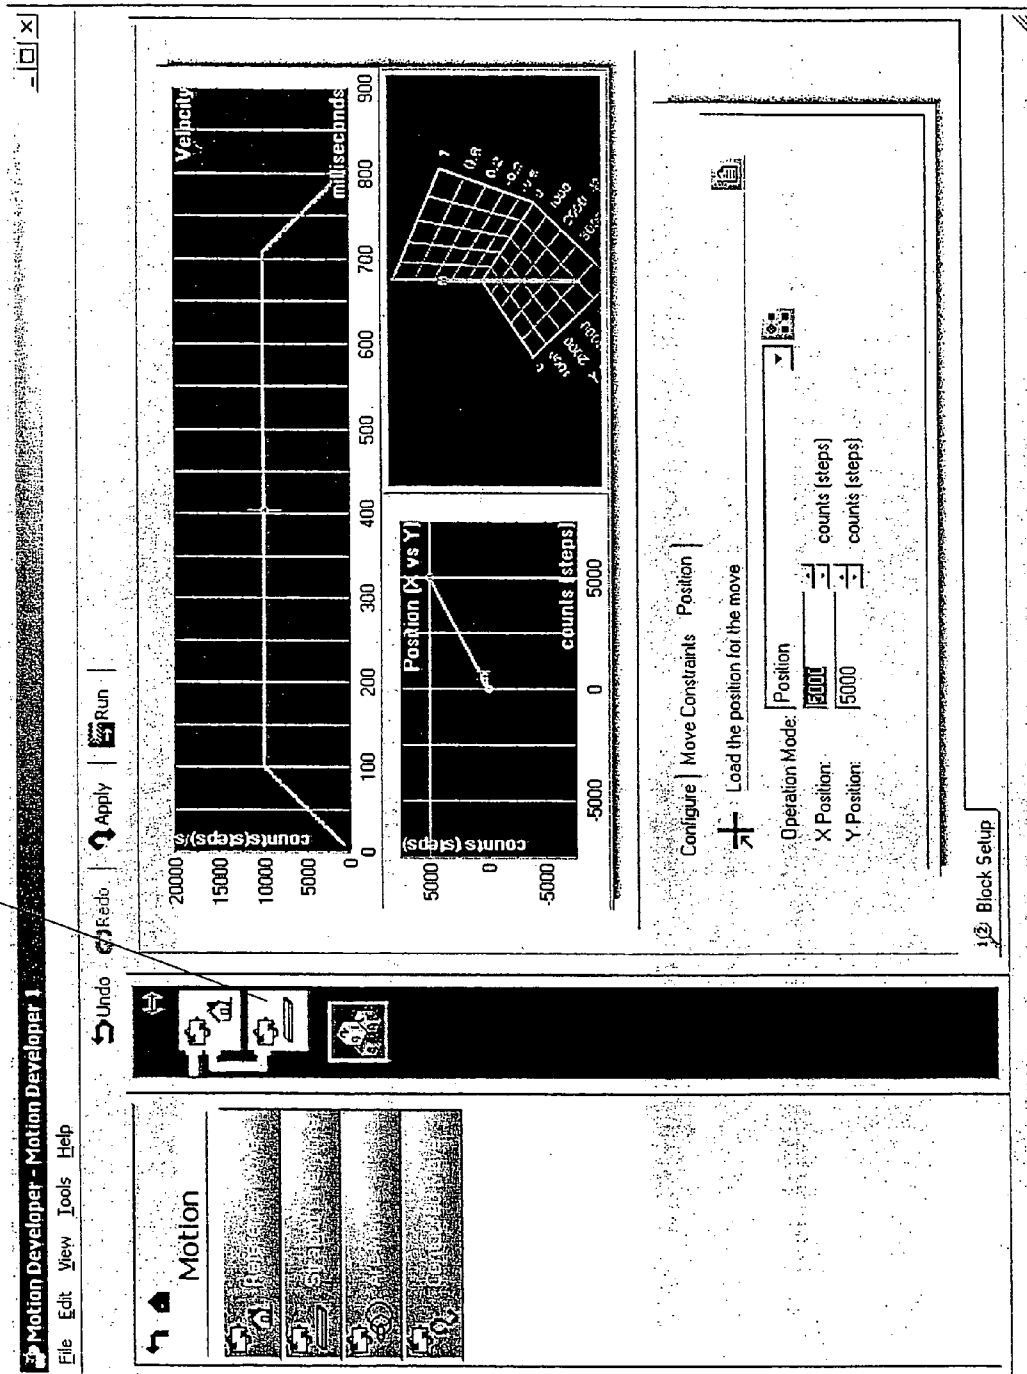 Motion Developer - Motion Developer 1
File Edit View Tools Help
Undo Redo Apply Run
Motion
Velocity
counts(steps)/s
20000
15000
10000
5000
0
0 100 200 300 400 500 600 700 800 900
milliseconds
Position (X vs Y)
counts (steps)
5000
0
-5000
-5000 0 5000
counts (steps)
Configure Move Constraints Position
Load the position for the move
Operation Mode: Position
X Position: 5000 counts (steps)
Y Position: 5000 counts (steps)
Block Setup